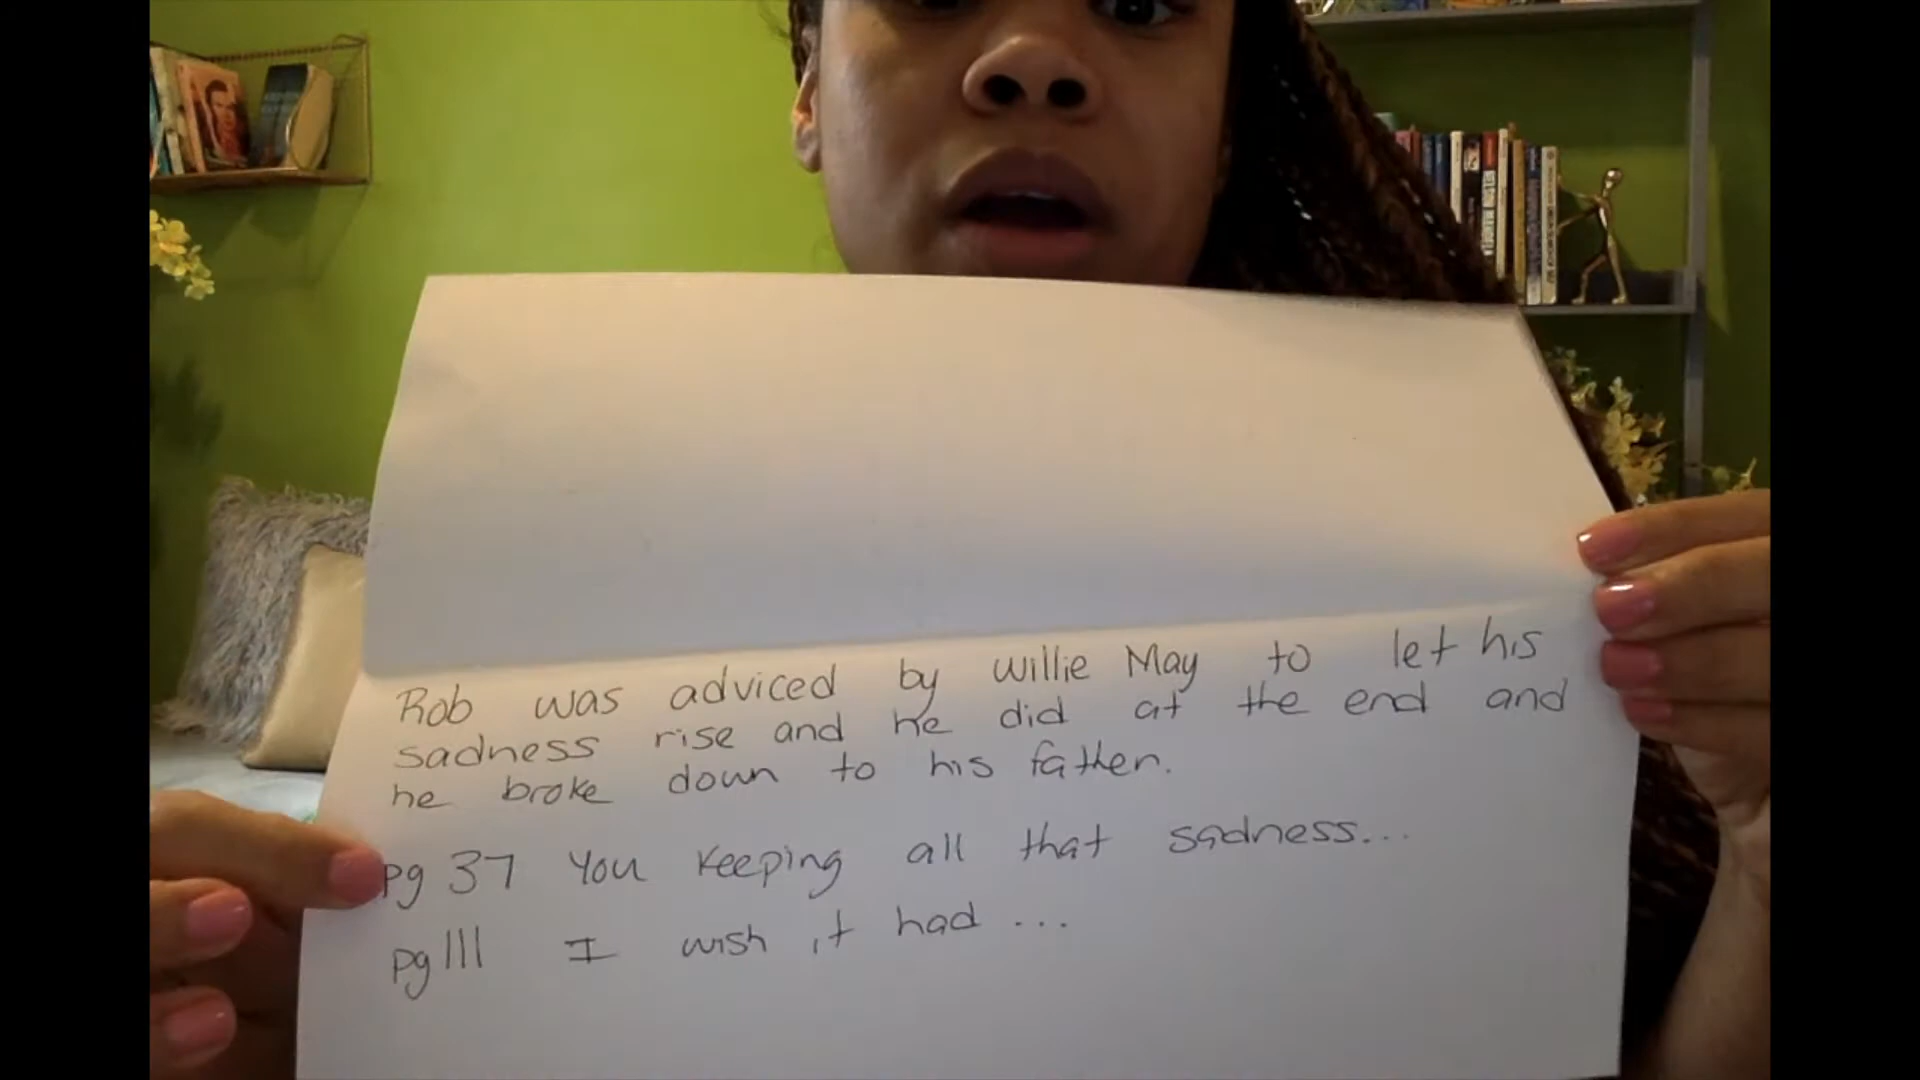 Rob was adviced by Willie May to let his
sadness rise and he did at the end and
he broke down to his father.
pg 37 You keeping all that sadness...
pg 111 I wish it had ...